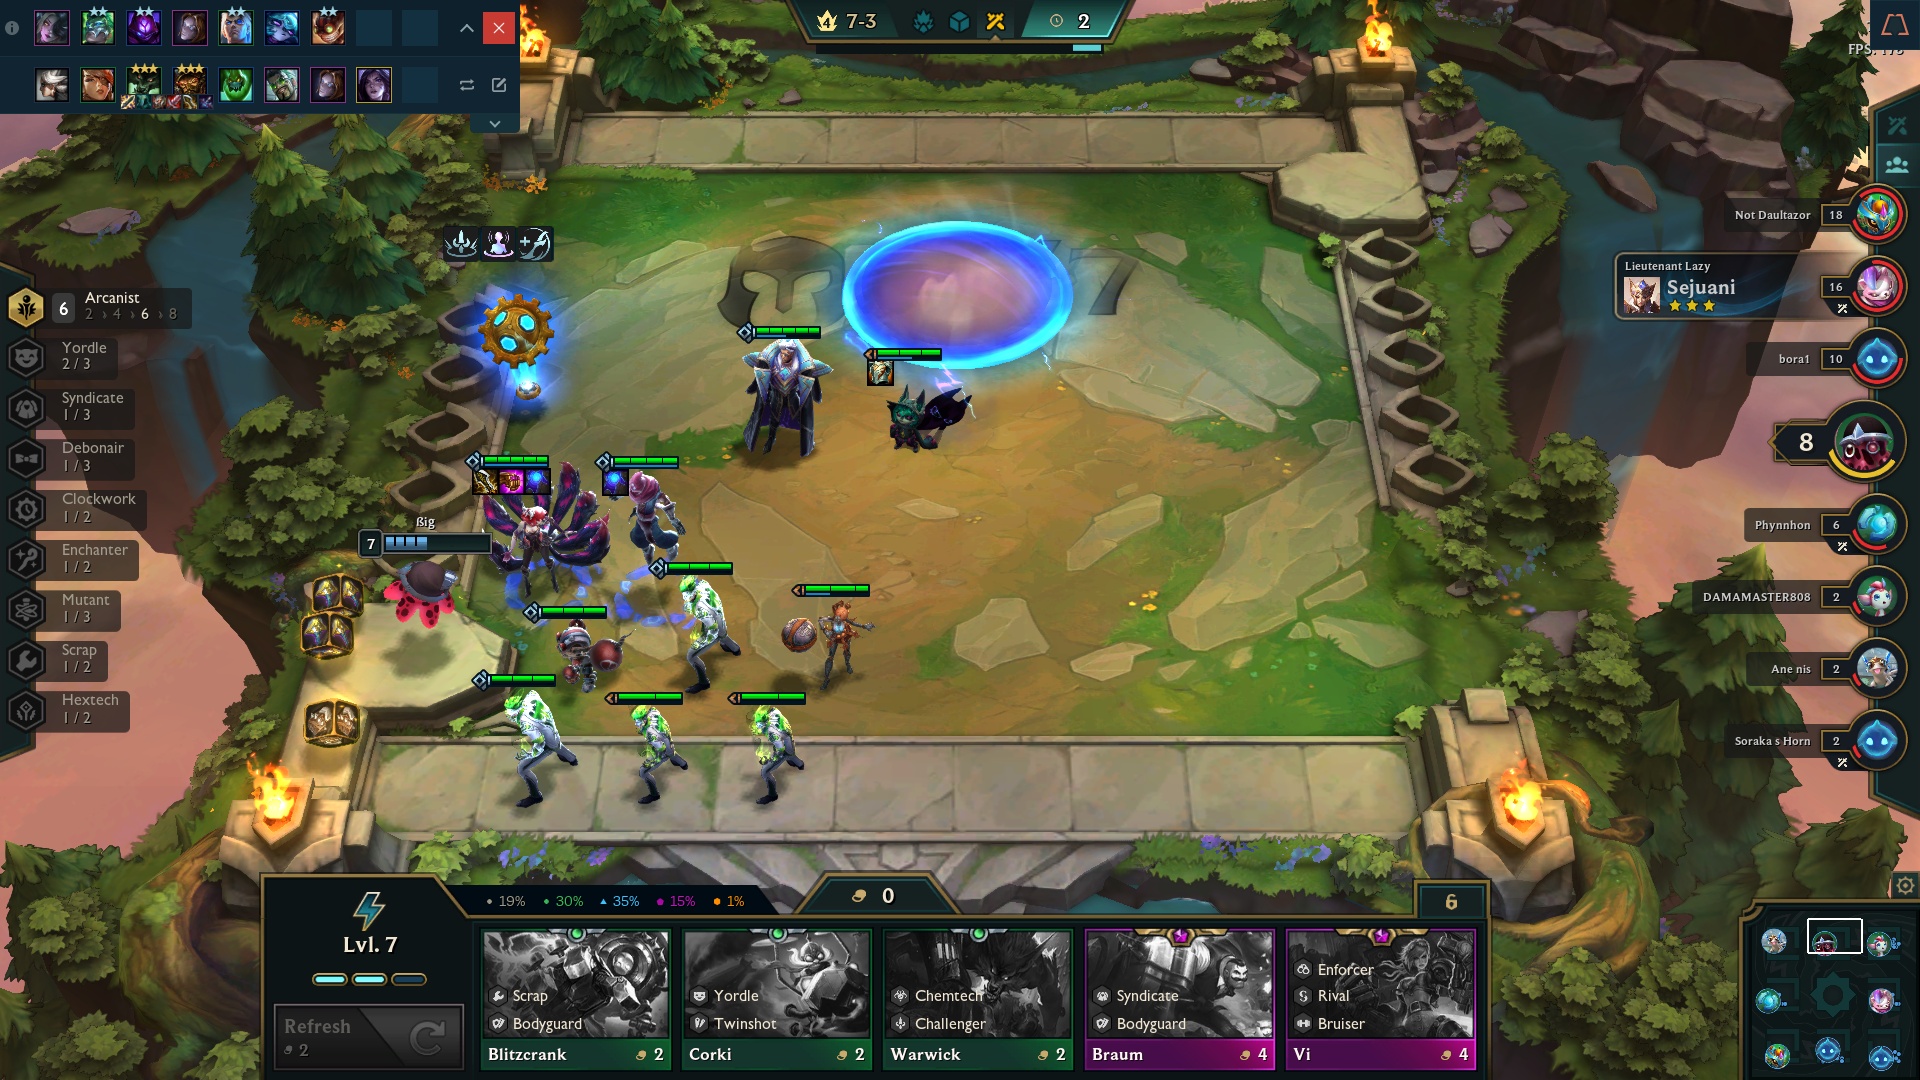 4
7-3
2
FPS:
Not Daultazor
18
Lieutenant Lazy
Sejuani
16
bora1
10
8
Phynnhon
6
DAMAMASTER808
2
Ane nis
2
Soraka s Horn
2
6
Arcanist
2 › 4 › 6 › 8
Yordle
2 / 3
Syndicate
1 / 3
Debonair
1 / 3
Clockwork
1 / 2
Enchanter
1 / 2
Mutant
1 / 3
Scrap
1 / 2
Hextech
1 / 2
ßig
7
19%
30%
35%
15%
1%
0
6
Lvl. 7
Refresh
2
Scrap
Bodyguard
Blitzcrank
2
Yordle
Twinshot
Corki
2
Chemtech
Challenger
Warwick
2
Syndicate
Bodyguard
Braum
4
Enforcer
Rival
Bruiser
Vi
4